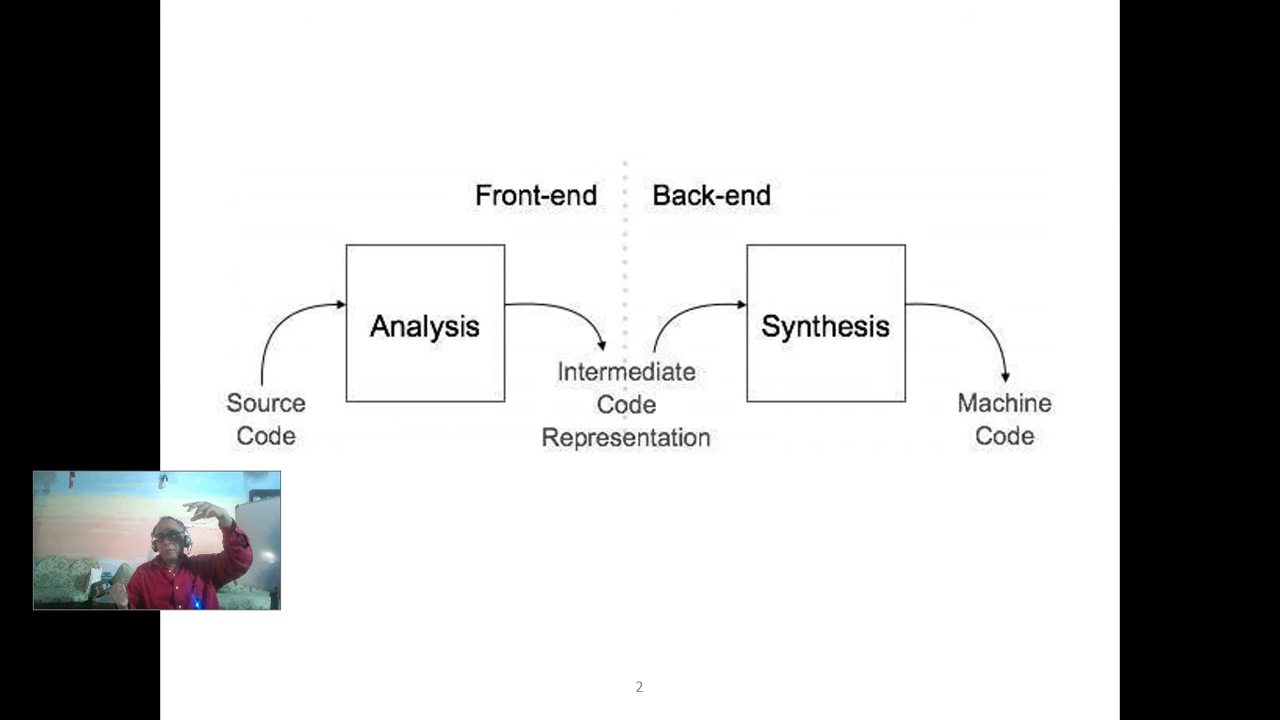 Front-end
Back-end
Analysis
Synthesis
Source
Code
Intermediate
Code
Representation
Machine
Code
2